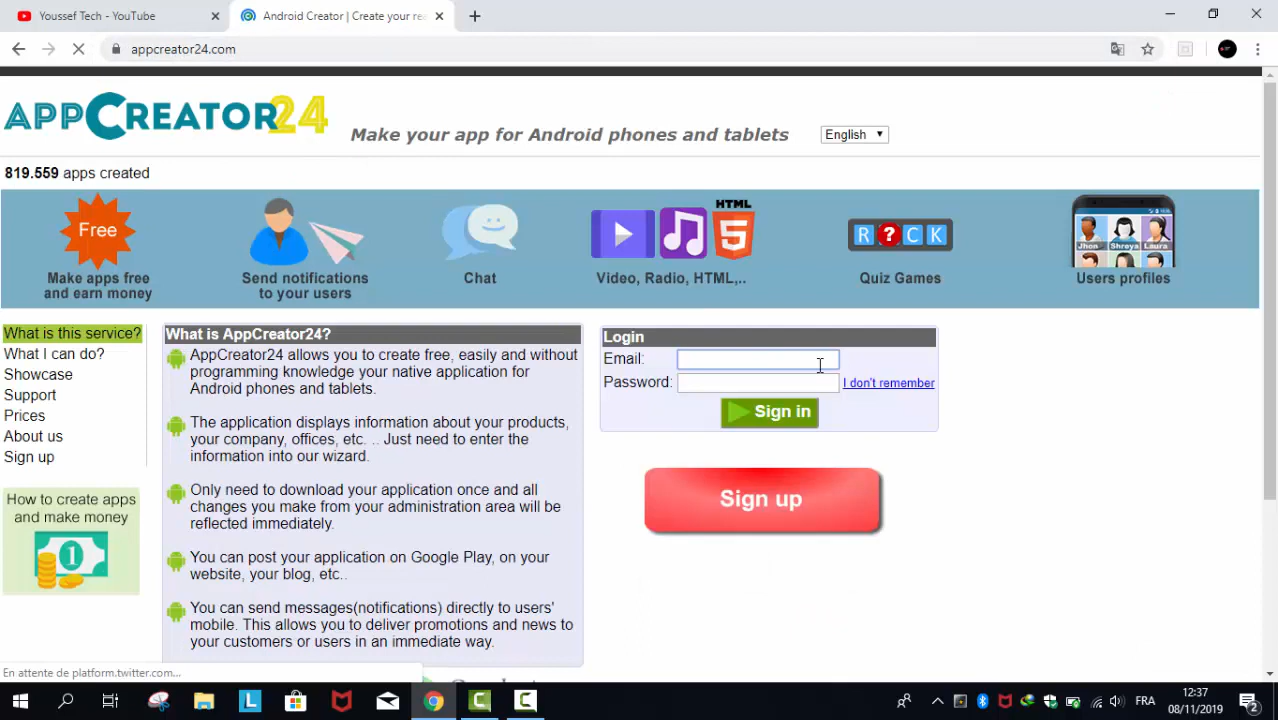 Youssef Tech - YouTube
Android Creator | Create your re
appcreator24.com
APPCREATOR24
Make your app for Android phones and tablets
English
819.559 apps created
Free
Make apps free
and earn money
Send notifications
to your users
Chat
HTML
5
Video, Radio, HTML,..
R ? C K
Quiz Games
Jhon Shreya Laura
Users profiles
What is this service?
What I can do?
Showcase
Support
Prices
About us
Sign up
How to create apps
and make money
1
What is AppCreator24?
AppCreator24 allows you to create free, easily and without
programming knowledge your native application for
Android phones and tablets.
The application displays information about your products,
your company, offices, etc. .. Just need to enter the
information into our wizard.
Only need to download your application once and all
changes you make from your administration area will be
reflected immediately.
You can post your application on Google Play, on your
website, your blog, etc..
You can send messages(notifications) directly to users'
mobile. This allows you to deliver promotions and news to
your customers or users in an immediate way.
Login
Email:
Password:
I don't remember
Sign in
Sign up
En attente de platform.twitter.com...
L
FRA
12:37
08/11/2019
2